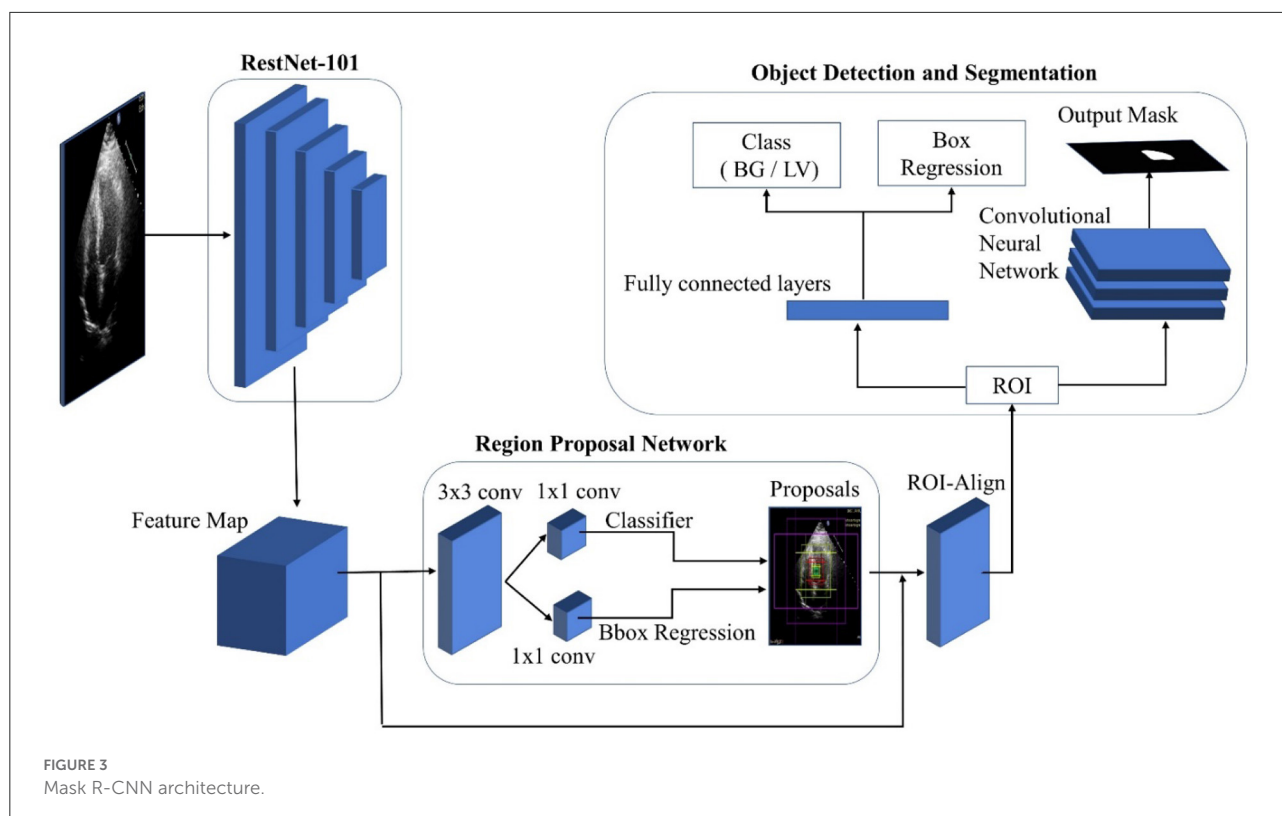 RestNet-101
Object Detection and Segmentation
Class
( BG / LV)
Box
Regression
Output Mask
Convolutional
Neural
Network
Fully connected layers
ROI
Region Proposal Network
3x3 conv
1x1 conv
Classifier
Proposals
ROI-Align
Feature Map
Bbox Regression
1x1 conv
FIGURE 3
Mask R-CNN architecture.